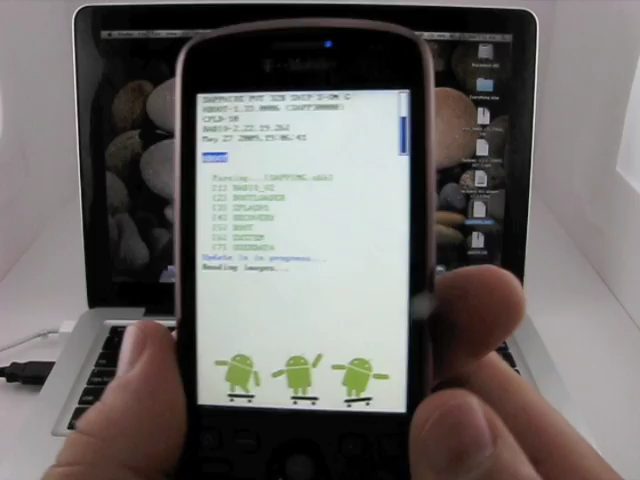 T-Mobile
SAPPHIRE PVT 32B SHIP S-ON G
HBOOT-1.33.0006 (SAPP30000)
CPLD-10
RADIO-2.22.19.26I
May 27 2009,19:06:41
HBOOT
Parsing...[SAPPIMG.nbh]
[1] RADIO_V2
[2] BOOTLOADER
[3] SPLASH1
[4] RECOVERY
[5] BOOT
[6] SYSTEM
[7] USERDATA
Update is in progress...
Reading images...